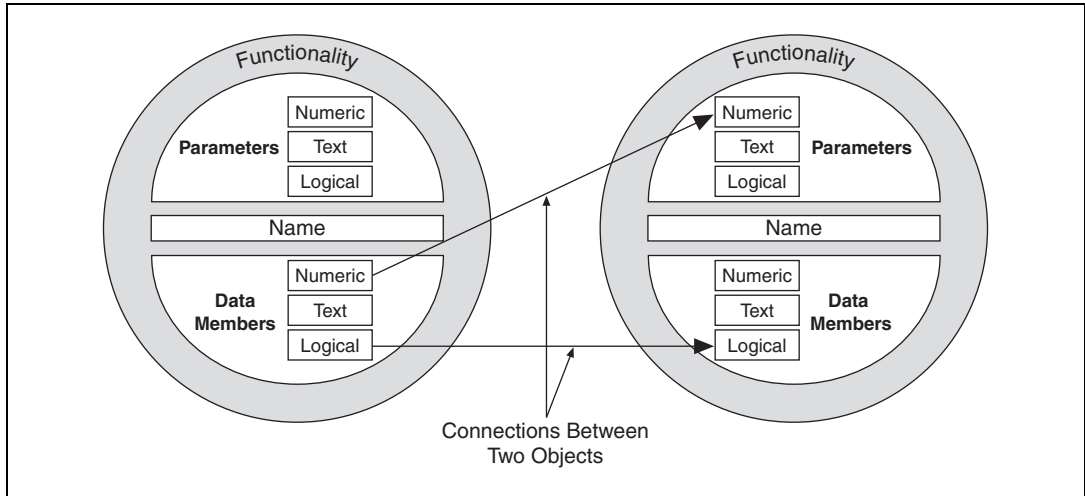 Functionality
Numeric
Parameters
Text
Logical
Name
Numeric
Data
Members
Text
Logical
Functionality
Numeric
Text
Parameters
Logical
Name
Numeric
Text
Data
Members
Logical
Connections Between
Two Objects